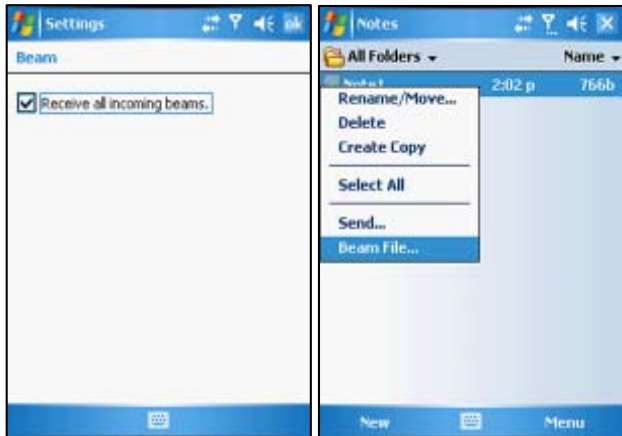 Settings
ok
Beam
Receive all incoming beams.
Notes
All Folders
Name
Note1 2:02 p 766b
Rename/Move...
Delete
Create Copy
Select All
Send...
Beam File...
New
Menu